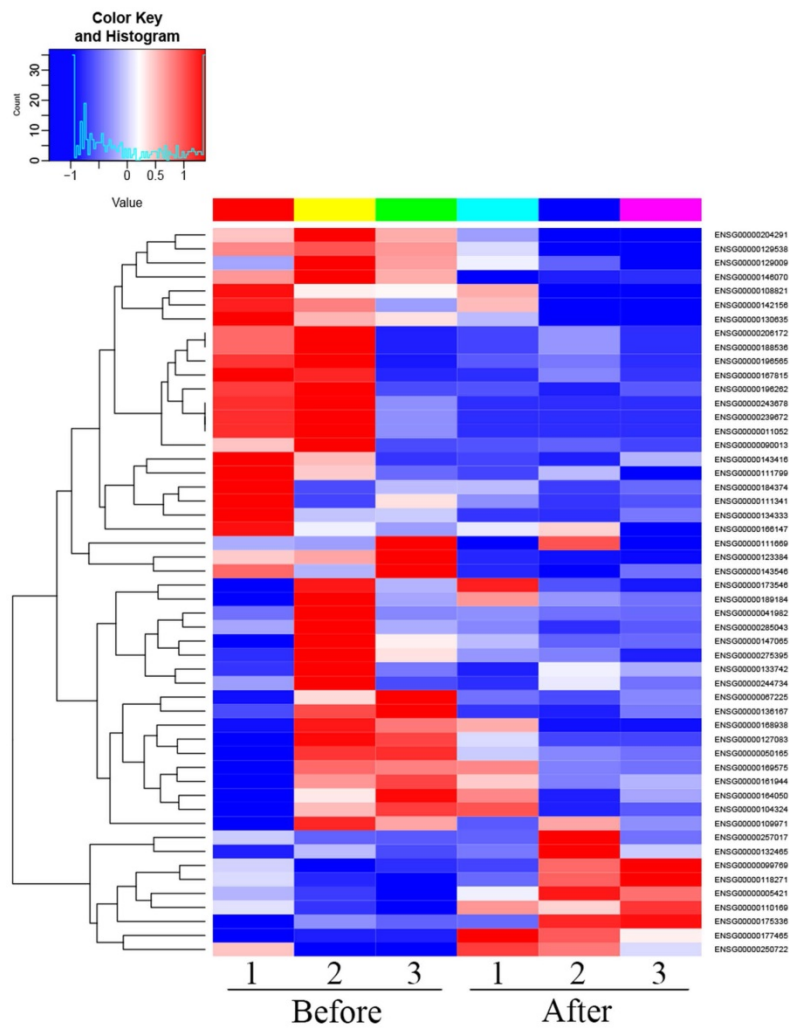 Color Key
and Histogram
Count
0 10 20 30
−1 0 0.5 1
Value
ENSG00000204291
ENSG00000129538
ENSG00000129009
ENSG00000146070
ENSG00000108821
ENSG00000142156
ENSG00000130635
ENSG00000206172
ENSG00000188536
ENSG00000196565
ENSG00000167815
ENSG00000196262
ENSG00000243678
ENSG00000239672
ENSG00000011052
ENSG00000090013
ENSG00000143416
ENSG00000111799
ENSG00000184374
ENSG00000111341
ENSG00000134333
ENSG00000166147
ENSG00000111669
ENSG00000123384
ENSG00000143546
ENSG00000173546
ENSG00000189184
ENSG00000041982
ENSG00000285043
ENSG00000147065
ENSG00000275395
ENSG00000133742
ENSG00000244734
ENSG00000067225
ENSG00000136167
ENSG00000168938
ENSG00000127083
ENSG00000050165
ENSG00000169575
ENSG00000161944
ENSG00000164050
ENSG00000104324
ENSG00000109971
ENSG00000257017
ENSG00000132465
ENSG00000099769
ENSG00000118271
ENSG00000005421
ENSG00000110169
ENSG00000175336
ENSG00000177465
ENSG00000250722
1 2 3 1 2 3
Before After